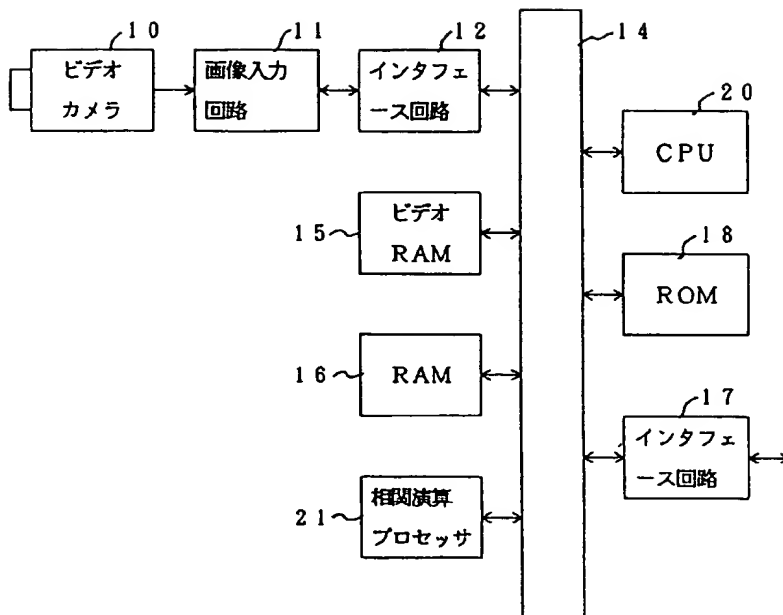 10
ビデオ
カメラ
11
画像入力
回路
12
インタフェ
ース回路
14
20
CPU
15
ビデオ
RAM
18
ROM
16
RAM
17
インタフェ
ース回路
21
相関演算
プロセッサ